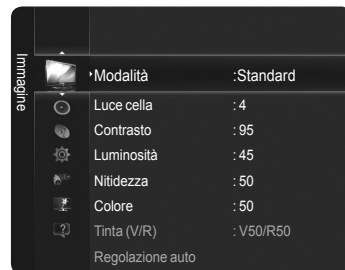 Immagine
Modalità :Standard
Luce cella : 4
Contrasto : 95
Luminosità : 45
Nitidezza : 50
Colore : 50
Tinta (V/R) : V50/R50
Regolazione auto